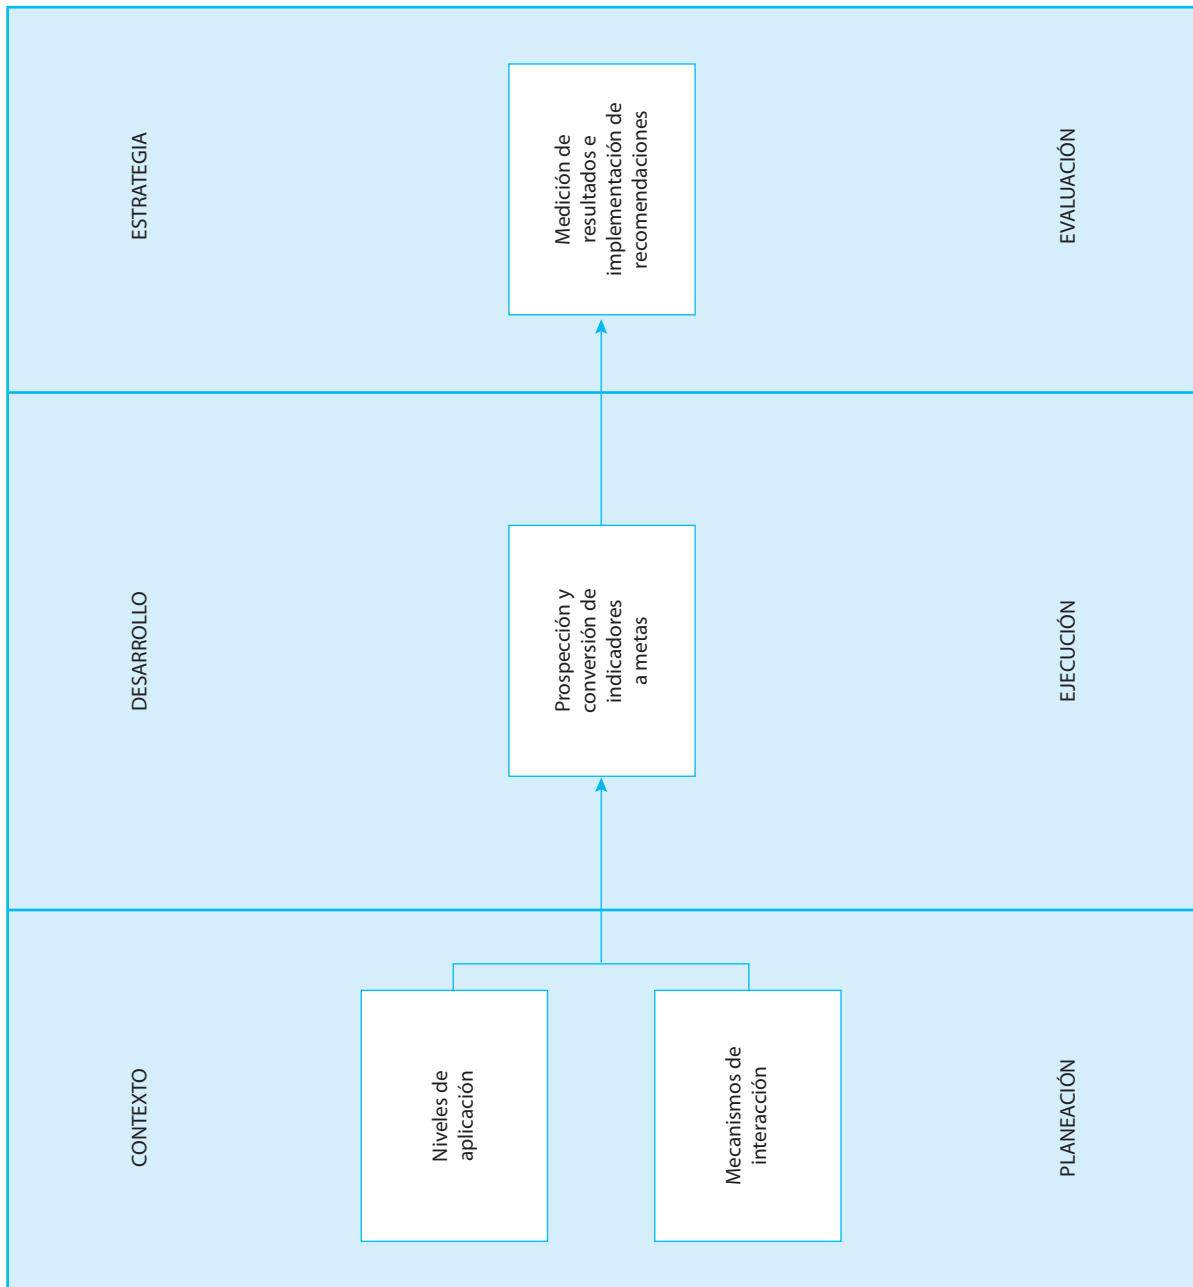 CONTEXTO
DESARROLLO
ESTRATEGIA
Niveles de
aplicación
Mecanismos de
interacción
Prospección y
conversión de
indicadores
a metas
Medición de
resultados e
implementación de
recomendaciones
PLANEACIÓN
EJECUCIÓN
EVALUACIÓN